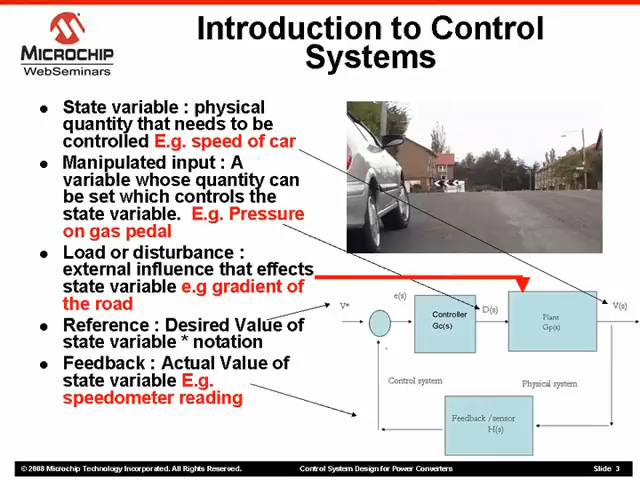 Introduction to Control
Systems
MICROCHIP
WebSeminars
• State variable : physical
quantity that needs to be
controlled E.g. speed of car
• Manipulated input : A
variable whose quantity can
be set which controls the
state variable. E.g. Pressure
on gas pedal
• Load or disturbance :
external influence that effects
state variable e.g gradient of
the road
• Reference : Desired Value of
state variable * notation
• Feedback : Actual Value of
state variable E.g.
speedometer reading
V*
e(s)
Controller
Gc(s)
D(s)
Plant
Gp(s)
V(s)
Control system
Physical system
Feedback /sensor
H(s)
© 2008 Microchip Technology Incorporated. All Rights Reserved.
Control System Design for Power Converters
Slide 3